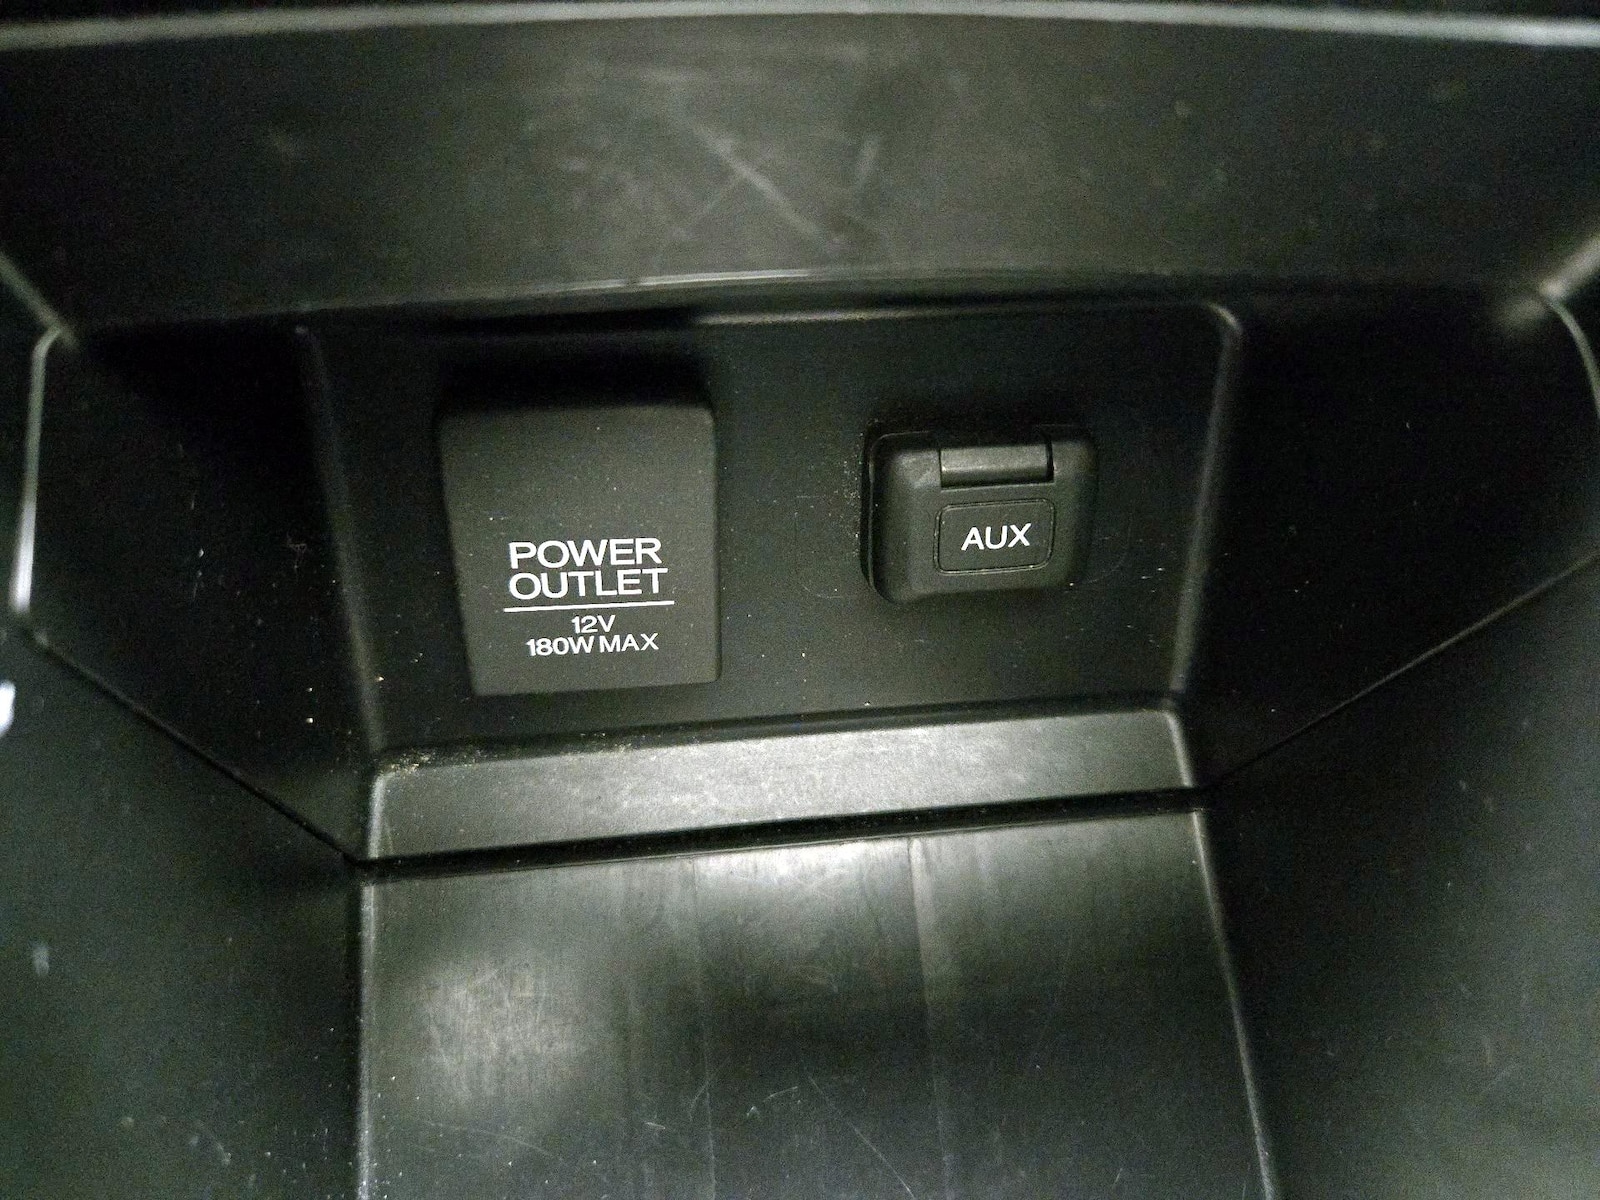 POWER
OUTLET
12V
180W MAX
AUX